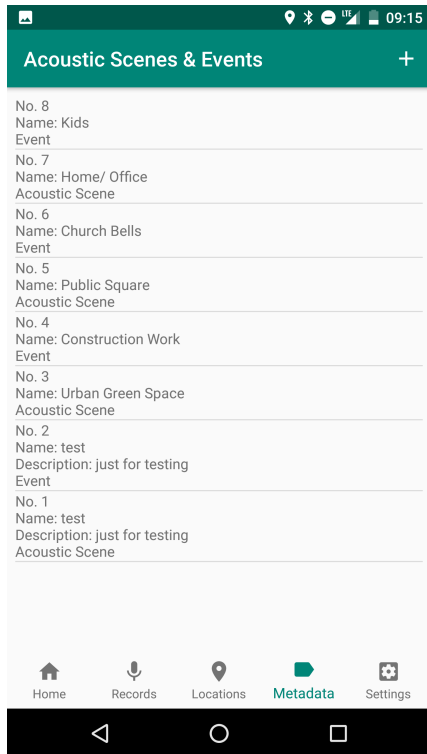 LTE 09:15
Acoustic Scenes & Events +
No. 8
Name: Kids
Event
No. 7
Name: Home/ Office
Acoustic Scene
No. 6
Name: Church Bells
Event
No. 5
Name: Public Square
Acoustic Scene
No. 4
Name: Construction Work
Event
No. 3
Name: Urban Green Space
Acoustic Scene
No. 2
Name: test
Description: just for testing
Event
No. 1
Name: test
Description: just for testing
Acoustic Scene
Home Records Locations Metadata Settings